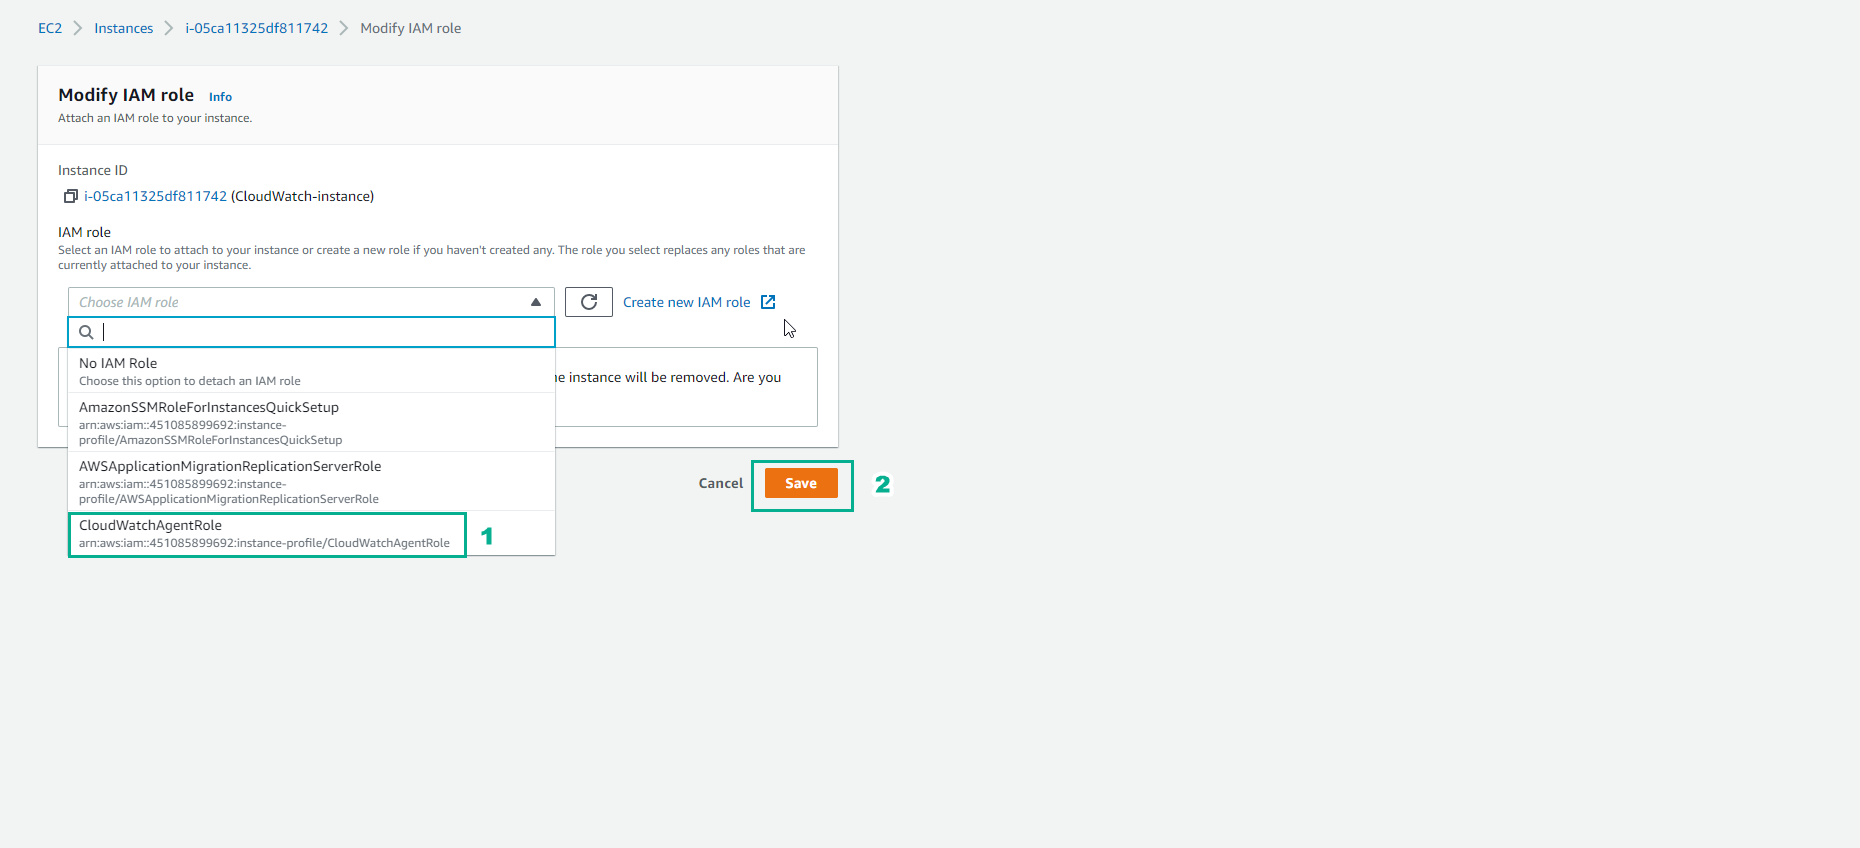 EC2 Instances i-05ca11325df811742 Modify IAM role
Modify IAM role Info
Attach an IAM role to your instance.
Instance ID
i-05ca11325df811742 (CloudWatch-instance)
IAM role
Select an IAM role to attach to your instance or create a new role if you haven't created any. The role you select replaces any roles that are
currently attached to your instance.
Choose IAM role
Create new IAM role
No IAM Role
Choose this option to detach an IAM role
instance will be removed. Are you
AmazonSSMRoleForInstancesQuickSetup
arn:aws:iam::451085899692:instance-
profile/AmazonSSMRoleForInstancesQuickSetup
AWSApplicationMigrationReplicationServerRole
arn:aws:iam::451085899692:instance-
profile/AWSApplicationMigrationReplicationServerRole
CloudWatchAgentRole
arn:aws:iam::451085899692:instance-profile/CloudWatchAgentRole
1
Cancel
Save
2